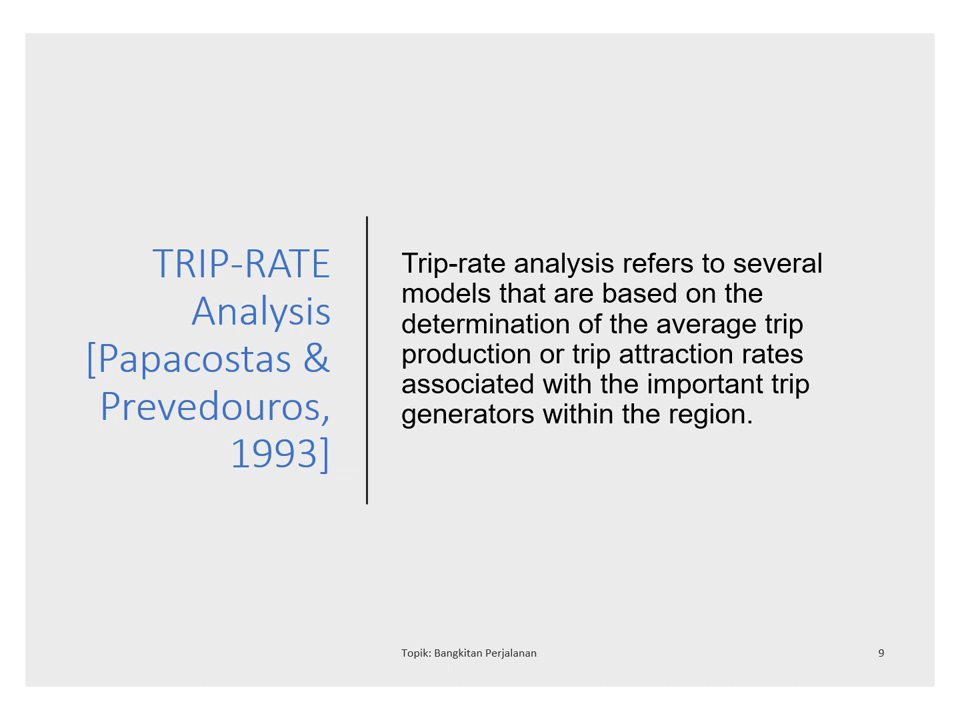 TRIP-RATE
Analysis
[Papacostas &
Prevedouros,
1993]
Trip-rate analysis refers to several
models that are based on the
determination of the average trip
production or trip attraction rates
associated with the important trip
generators within the region.
Topik: Bangkitan Perjalanan
9